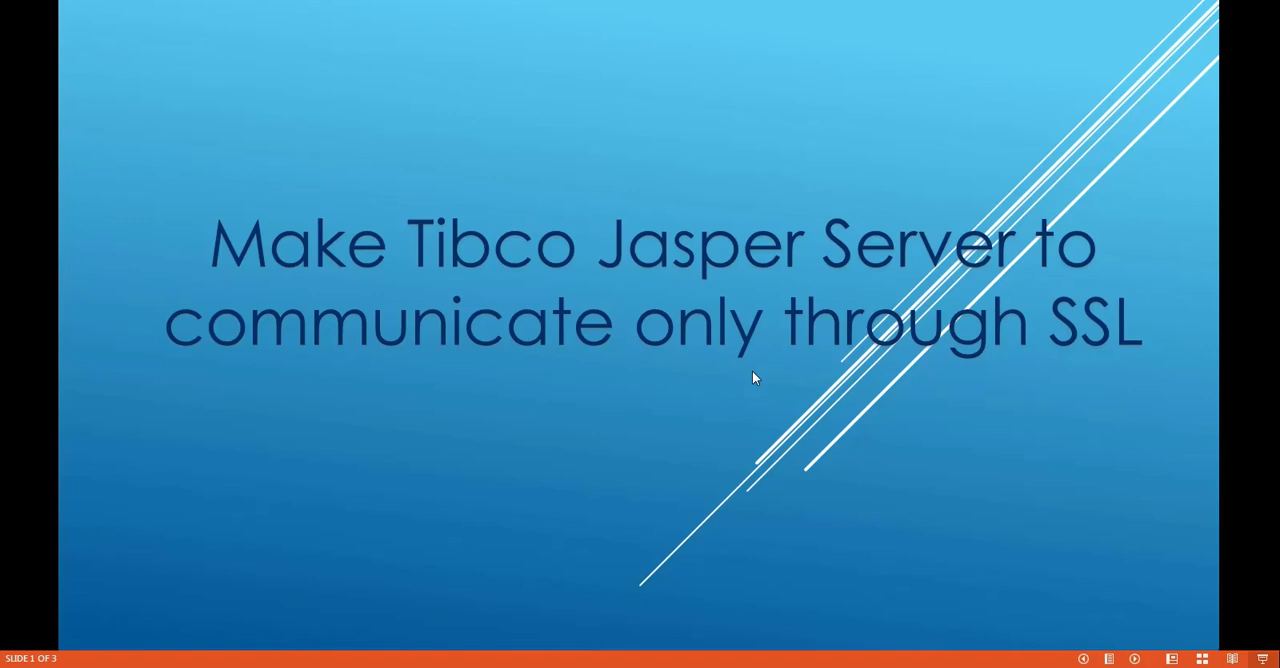 Make Tibco Jasper Server to
communicate only through SSL
SLIDE 1 OF 3